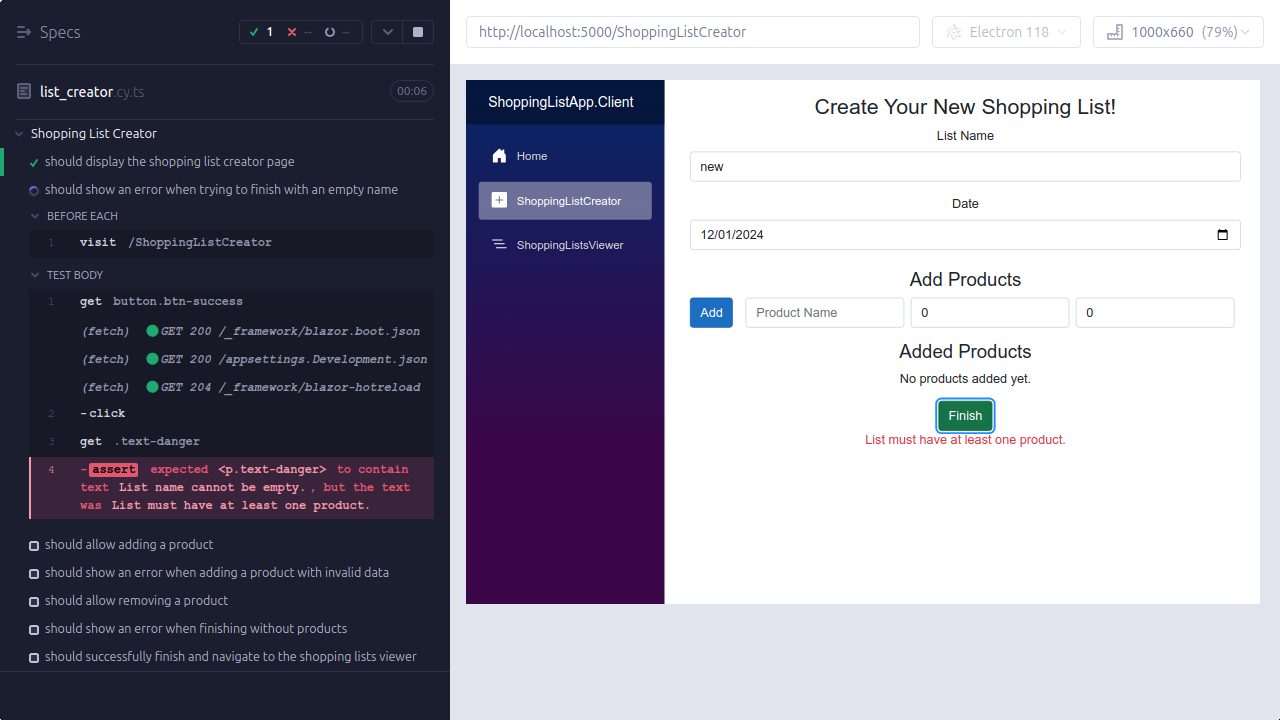 Specs
1
--
--
list_creator.cy.ts
00:06
Shopping List Creator
should display the shopping list creator page
should show an error when trying to finish with an empty name
BEFORE EACH
1 visit /ShoppingListCreator
TEST BODY
1 get button.btn-success
(fetch) GET 200 /_framework/blazor.boot.json
(fetch) GET 200 /appsettings.Development.json
(fetch) GET 204 /_framework/blazor-hotreload
2 -click
3 get .text-danger
4 -assert expected <p.text-danger> to contain
text List name cannot be empty. , but the text
was List must have at least one product.
should allow adding a product
should show an error when adding a product with invalid data
should allow removing a product
should show an error when finishing without products
should successfully finish and navigate to the shopping lists viewer
http://localhost:5000/ShoppingListCreator
Electron 118
1000x660 (79%)
ShoppingListApp.Client
Home
ShoppingListCreator
ShoppingListsViewer
Create Your New Shopping List!
List Name
new
Date
12/01/2024
Add Products
Add
Product Name
0
0
Added Products
No products added yet.
Finish
List must have at least one product.